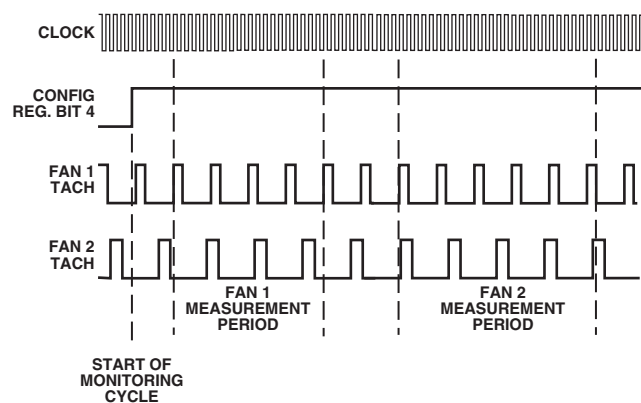 CLOCK
CONFIG
REG. BIT 4
FAN 1
TACH
FAN 2
TACH
FAN 1
MEASUREMENT
PERIOD
FAN 2
MEASUREMENT
PERIOD
START OF
MONITORING
CYCLE